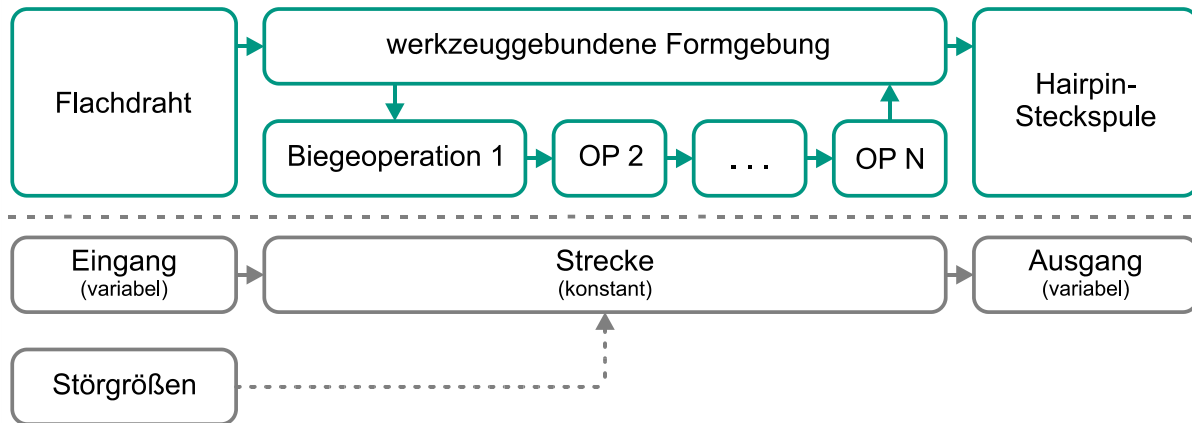 Flachdraht
werkzeuggebundene Formgebung
Hairpin-
Steckspule
Biegeoperation 1
OP 2
...
OP N
Eingang
(variabel)
Strecke
(konstant)
Ausgang
(variabel)
Störgrößen